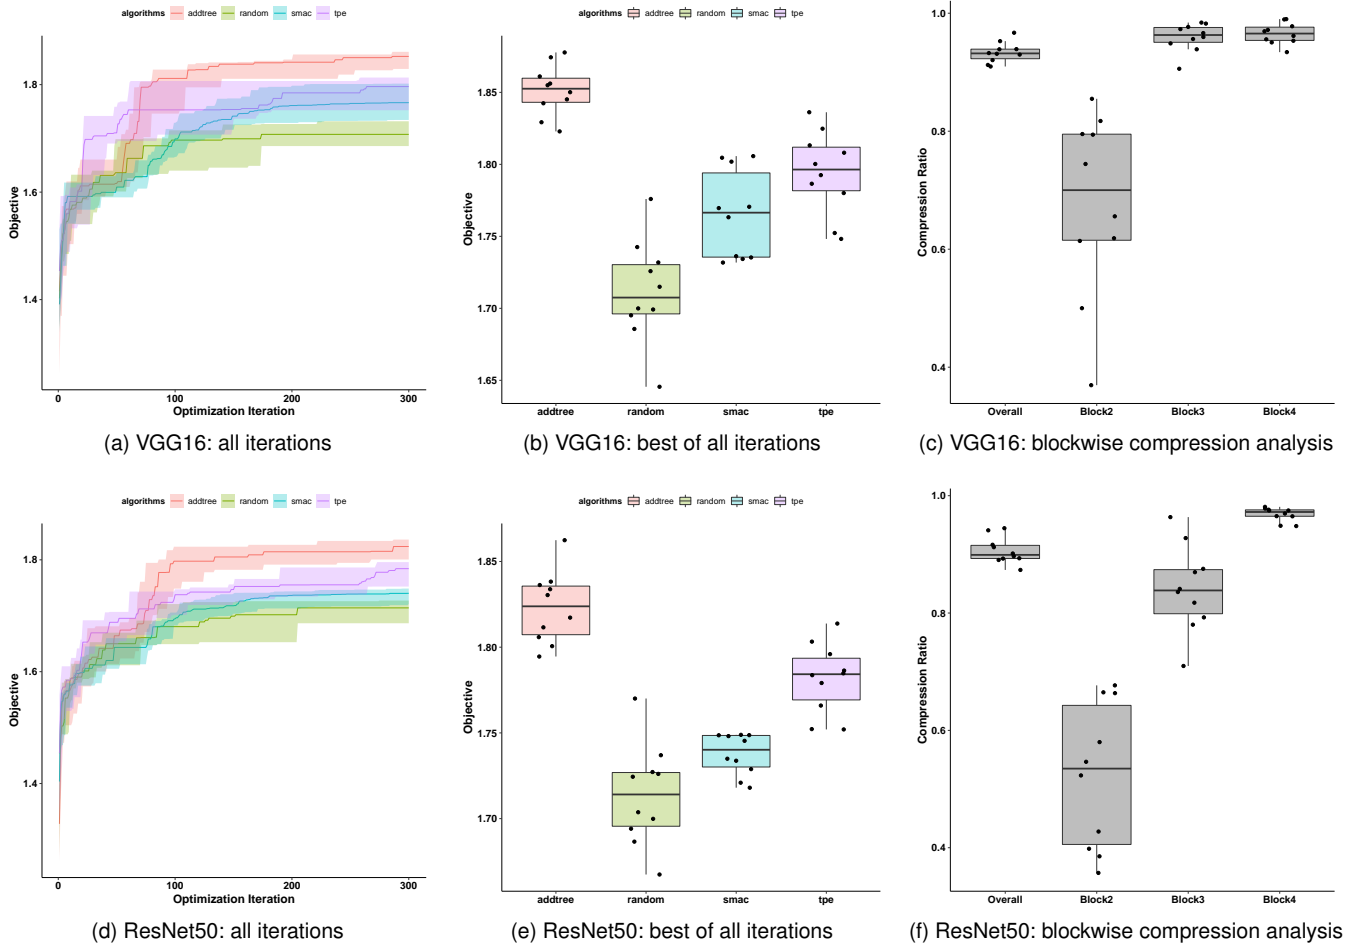 algorithms addtree random smac tpe
1.8
1.6
1.4
Objective
0 100 200 300
Optimization Iteration
(a) VGG16: all iterations
algorithms addtree random smac tpe
1.85
1.80
1.75
1.70
1.65
Objective
addtree random smac tpe
(b) VGG16: best of all iterations
1.0
0.8
0.6
0.4
Compression Ratio
Overall Block2 Block3 Block4
(c) VGG16: blockwise compression analysis
algorithms addtree random smac tpe
1.8
1.6
1.4
Objective
0 100 200 300
Optimization Iteration
(d) ResNet50: all iterations
algorithms addtree random smac tpe
1.85
1.80
1.75
1.70
Objective
addtree random smac tpe
(e) ResNet50: best of all iterations
1.0
0.8
0.6
0.4
Compression Ratio
Overall Block2 Block3 Block4
(f) ResNet50: blockwise compression analysis